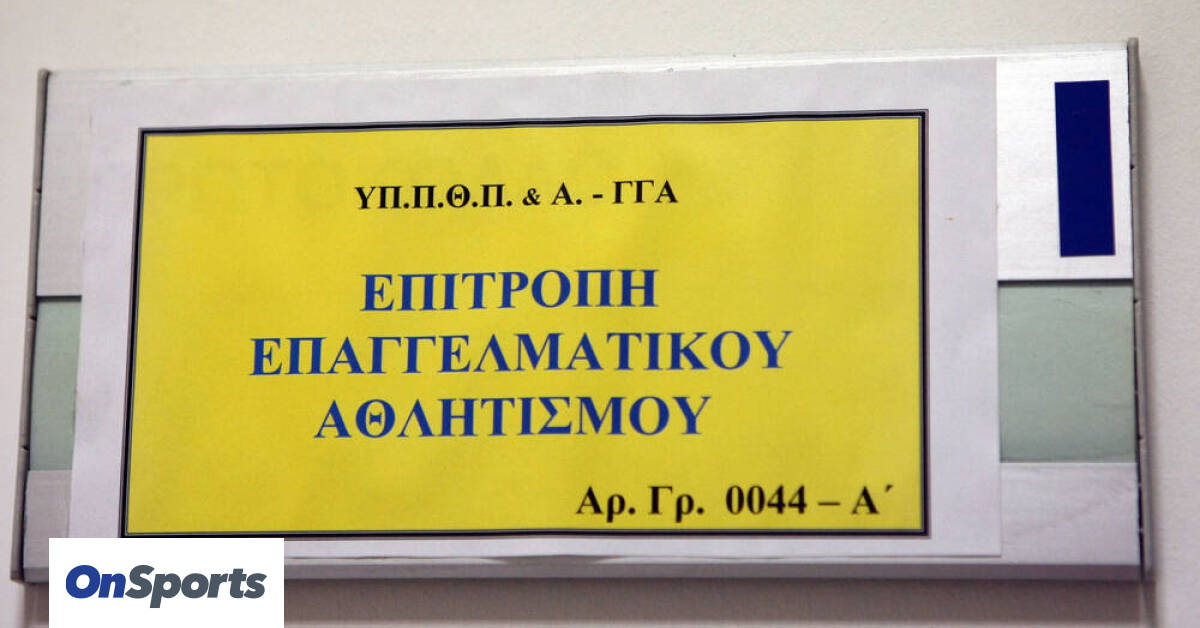 ΥΠ.Π.Θ.Π. & Α. - ΓΓΑ
ΕΠΙΤΡΟΠΗ
ΕΠΑΓΓΕΛΜΑΤΙΚΟΥ
ΑΘΛΗΤΙΣΜΟΥ
Αρ. Γρ. 0044 – Α΄
OnSports